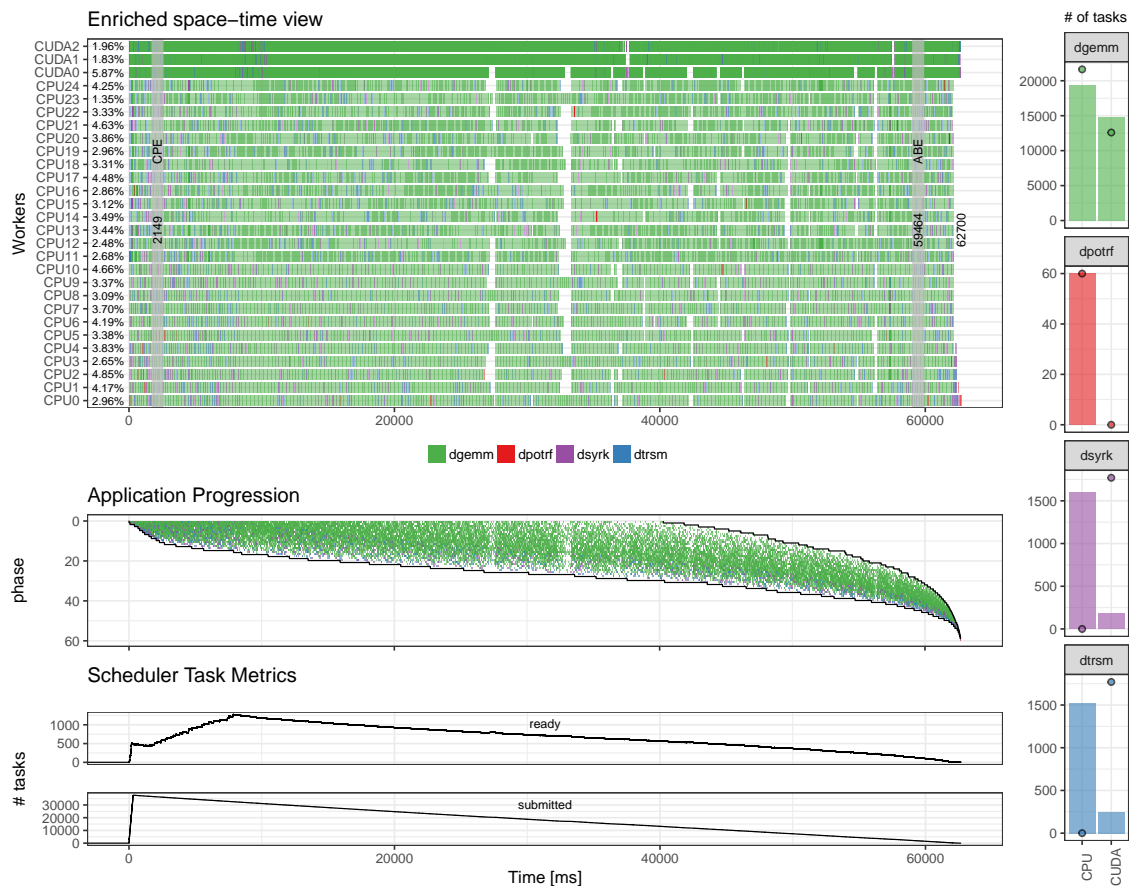 Enriched space−time view
CUDA2 1.96%
CUDA1 1.83%
CUDA0 5.87%
CPU24 4.25%
CPU23 1.35%
CPU22 3.33%
CPU21 4.63%
CPU20 3.86%
CPU19 2.96%
CPU18 3.31%
CPU17 4.48%
CPU16 2.86%
CPU15 3.12%
CPU14 3.49%
CPU13 3.44%
CPU12 2.48%
CPU11 2.68%
CPU10 4.66%
CPU9 3.37%
CPU8 3.09%
CPU7 3.70%
CPU6 4.19%
CPU5 3.38%
CPU4 3.83%
CPU3 2.65%
CPU2 4.85%
CPU1 4.17%
CPU0 2.96%
Workers
CPE
2149
ABE
59464
62700
0 20000 40000 60000
dgemm dpotrf dsyrk dtrsm
Application Progression
0
20
40
60
phase
Scheduler Task Metrics
ready
1000
500
0
submitted
30000
20000
10000
0
# tasks
0 20000 40000 60000
Time [ms]
# of tasks
dgemm
20000
15000
10000
5000
0
dpotrf
60
40
20
0
dsyrk
1500
1000
500
0
dtrsm
1500
1000
500
0
CPU
CUDA